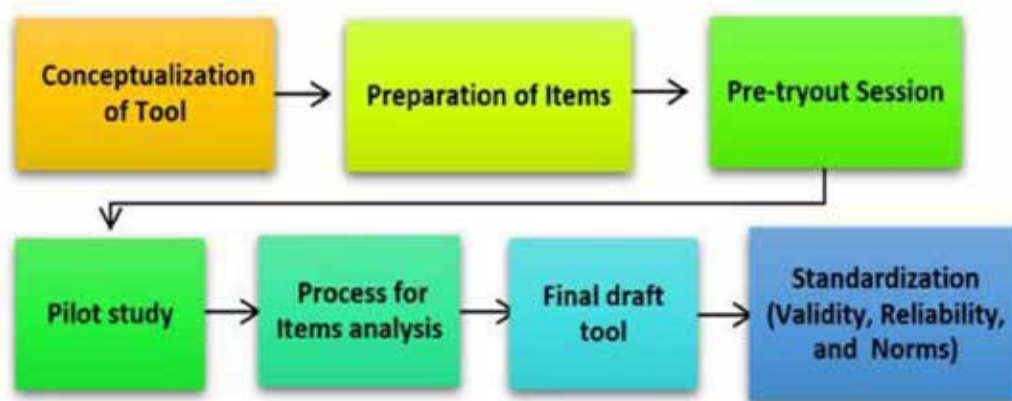 Conceptualization
of Tool
Preparation of Items
Pre-tryout Session
Pilot study
Process for
Items analysis
Final draft
tool
Standardization
(Validity, Reliability,
and Norms)